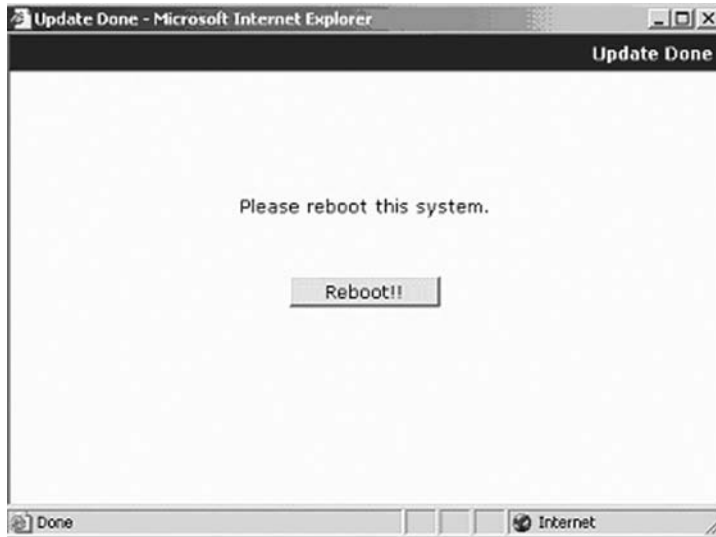 Update Done - Microsoft Internet Explorer
Update Done
Please reboot this system.
Reboot!!
Done
Internet